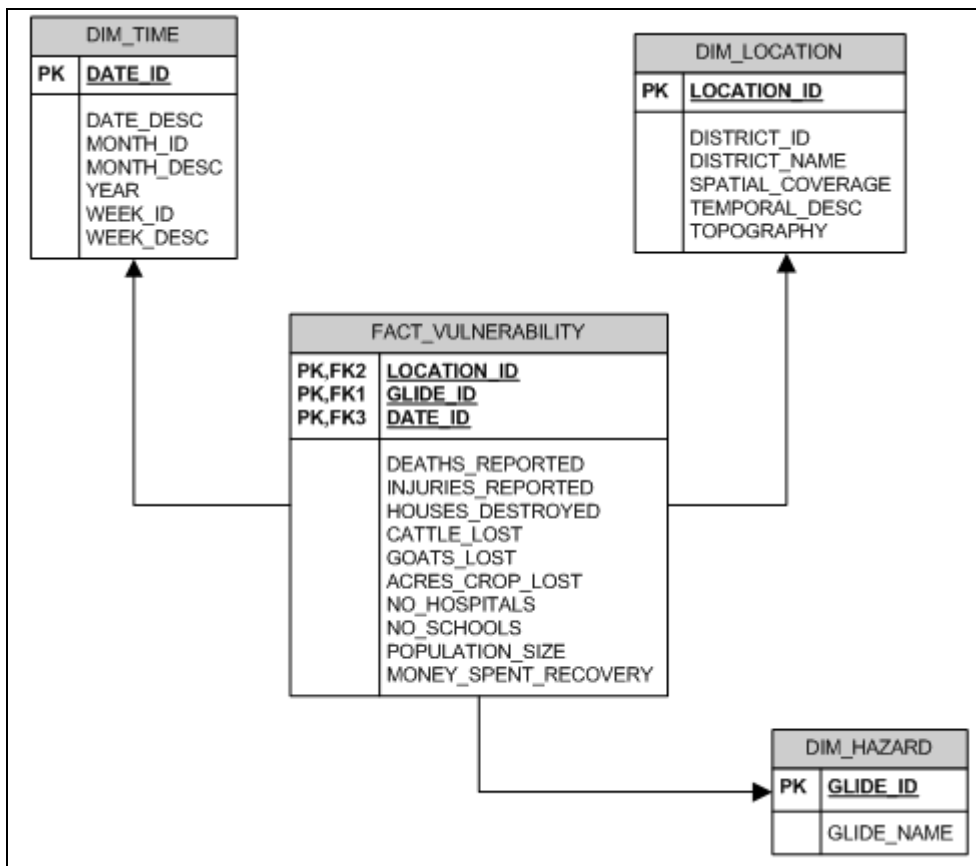 DIM_TIME
PK DATE_ID
DATE_DESC
MONTH_ID
MONTH_DESC
YEAR
WEEK_ID
WEEK_DESC
DIM_LOCATION
PK LOCATION_ID
DISTRICT_ID
DISTRICT_NAME
SPATIAL_COVERAGE
TEMPORAL_DESC
TOPOGRAPHY
FACT_VULNERABILITY
PK,FK2 LOCATION_ID
PK,FK1 GLIDE_ID
PK,FK3 DATE_ID
DEATHS_REPORTED
INJURIES_REPORTED
HOUSES_DESTROYED
CATTLE_LOST
GOATS_LOST
ACRES_CROP_LOST
NO_HOSPITALS
NO_SCHOOLS
POPULATION_SIZE
MONEY_SPENT_RECOVERY
DIM_HAZARD
PK GLIDE_ID
GLIDE_NAME